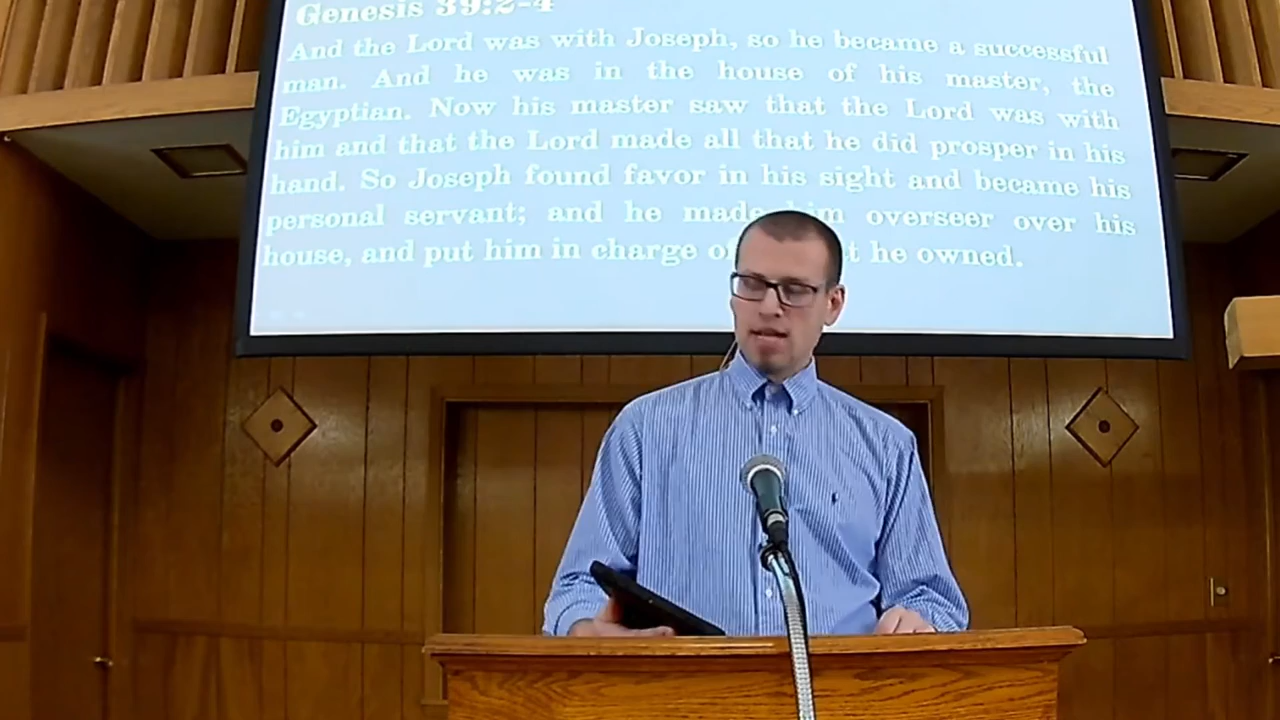 Genesis 39:2-4
And the Lord was with Joseph, so he became a successful
man. And he was in the house of his master, the
Egyptian. Now his master saw that the Lord was with
him and that the Lord made all that he did prosper in his
hand. So Joseph found favor in his sight and became his
personal servant; and he made him overseer over his
house, and put him in charge he owned.